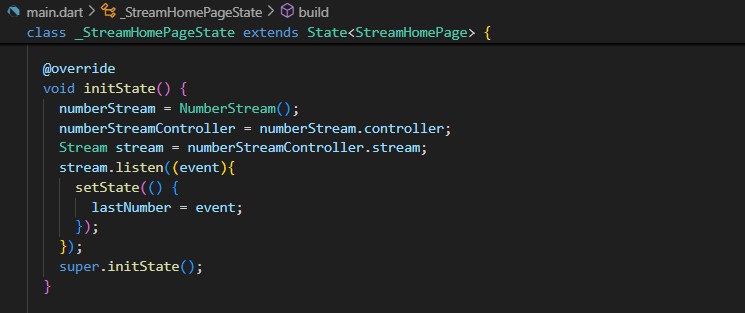 main.dart > _StreamHomePageState > build
class _StreamHomePageState extends State<StreamHomePage> {
@override
void initState() {
numberStream = NumberStream();
numberStreamController = numberStream.controller;
Stream stream = numberStreamController.stream;
stream.listen((event){
setState(() {
lastNumber = event;
});
});
super.initState();
}